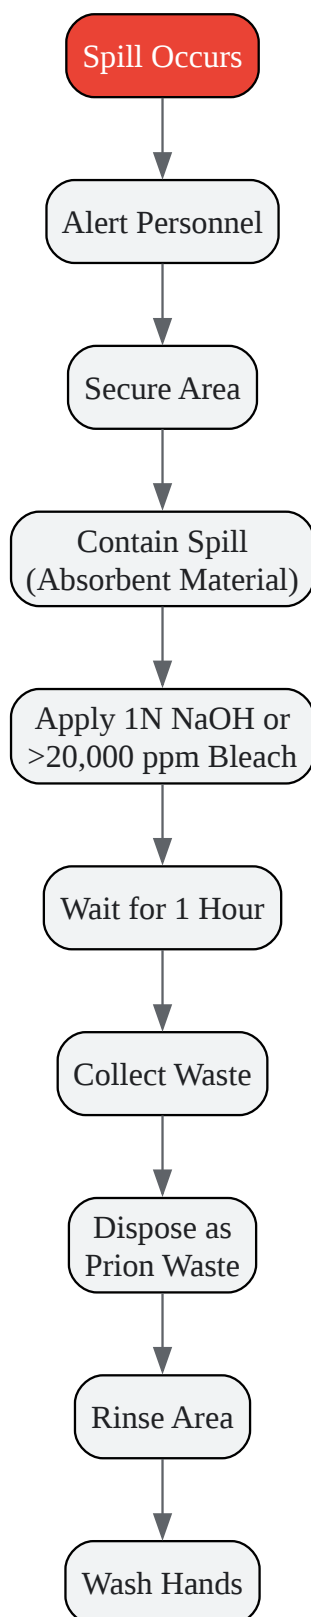 Spill Occurs
Alert Personnel
Secure Area
Contain Spill
(Absorbent Material)
Apply 1N NaOH or
>20,000 ppm Bleach
Wait for 1 Hour
Collect Waste
Dispose as
Prion Waste
Rinse Area
Wash Hands